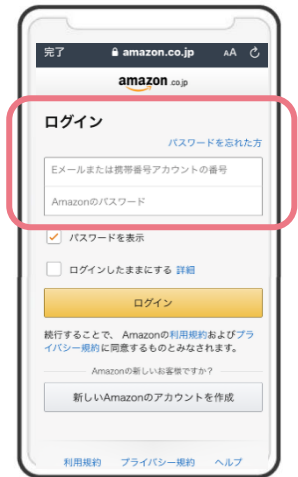 完了 amazon.co.jp AA
amazon.co.jp
ログイン
パスワードを忘れた方
Eメールまたは携帯番号アカウントの番号
Amazonのパスワード
パスワードを表示
ログインしたままにする 詳細
ログイン
続行することで、 Amazonの利用規約およびプラ
イバシー規約に同意するものとみなされます。
Amazonの新しいお客様ですか？
新しいAmazonのアカウントを作成
利用規約 プライバシー規約 ヘルプ